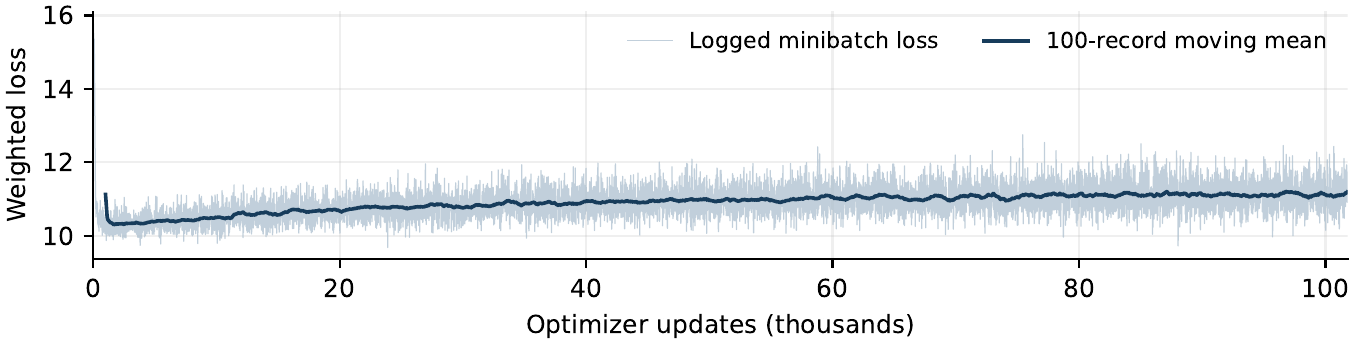 Weighted loss
16
14
12
10
Logged minibatch loss
100-record moving mean
0
20
40
60
80
100
Optimizer updates (thousands)